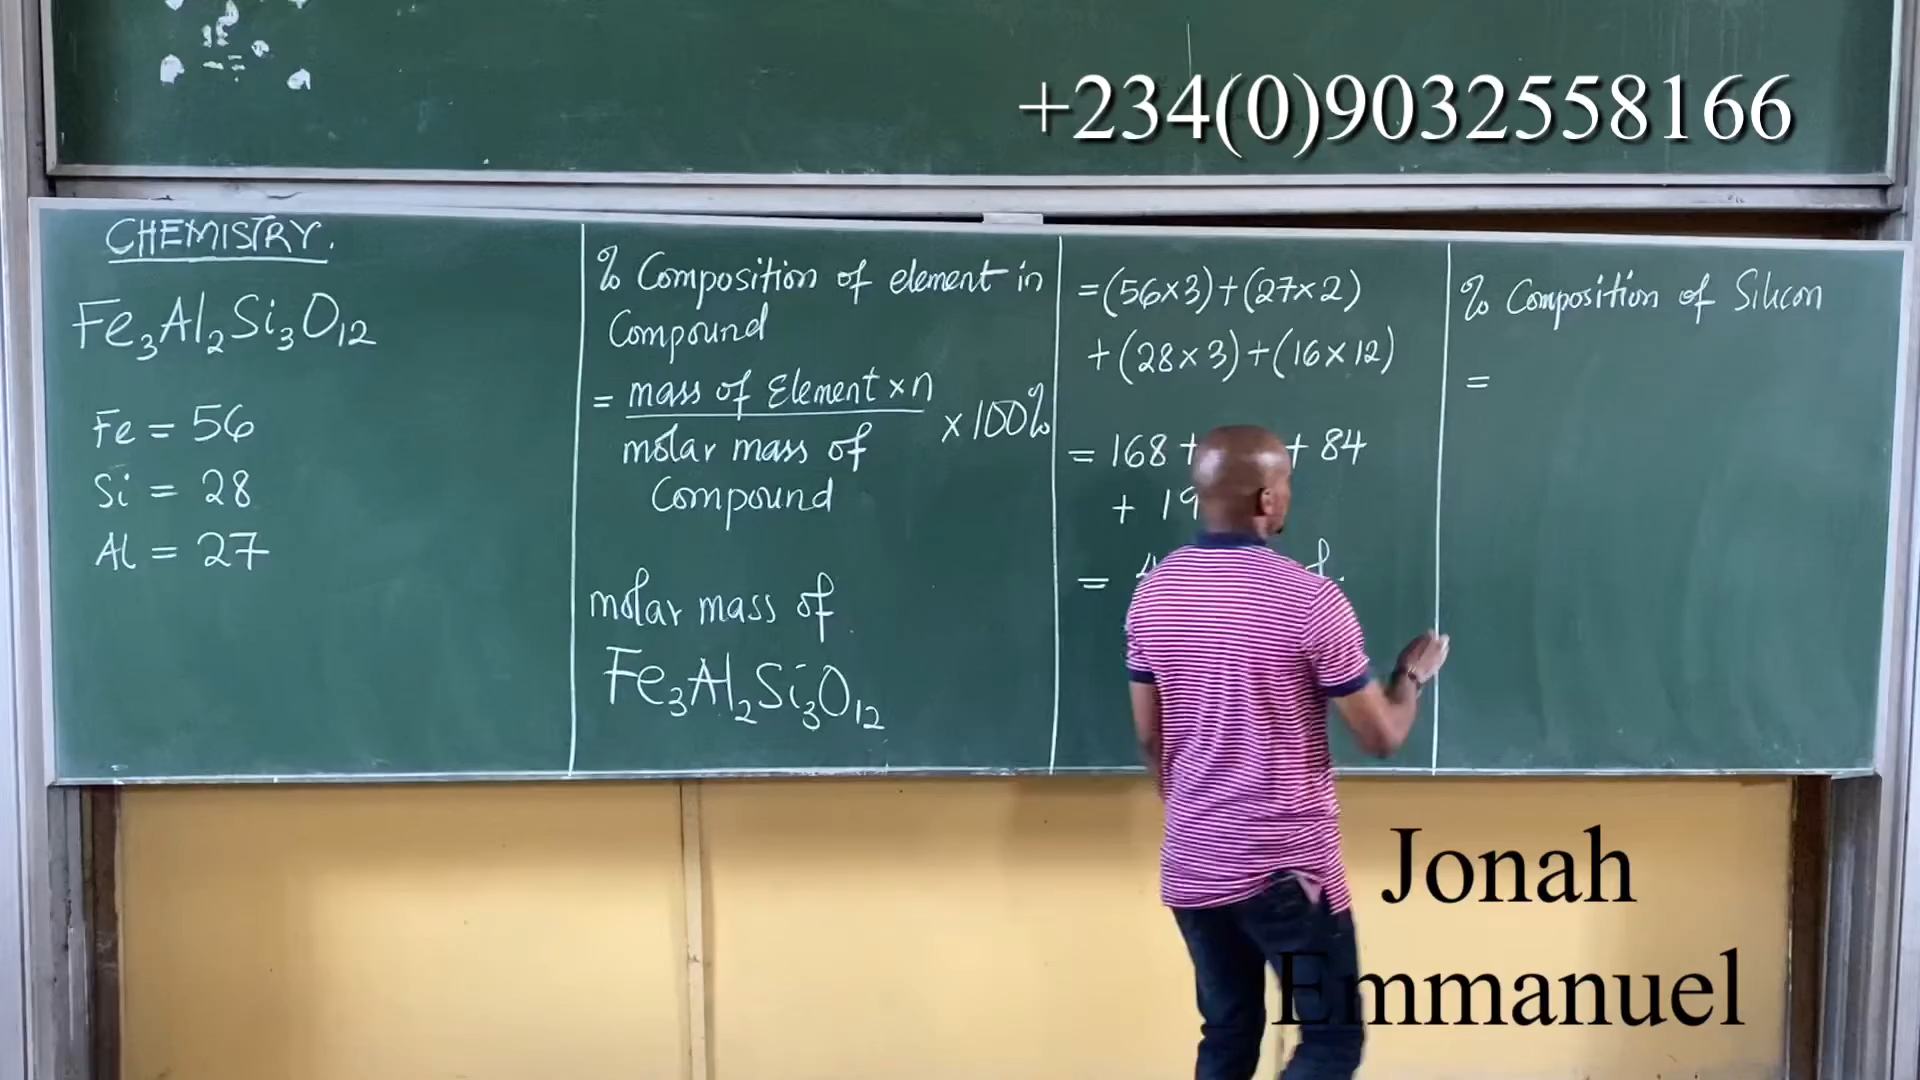 +234(0)9032558166
CHEMISTRY.
Fe₃Al₂Si₃O₁₂
Fe = 56
Si = 28
Al = 27
% Composition of element in
Compound
= mass of Element × n
molar mass of
Compound
× 100%
molar mass of
Fe₃Al₂Si₃O₁₂
= (56×3)+(27×2)
+(28×3)+(16×12)
= 168 + + 84
+ 19
= 4
% Composition of Silicon
=
Jonah
Emmanuel